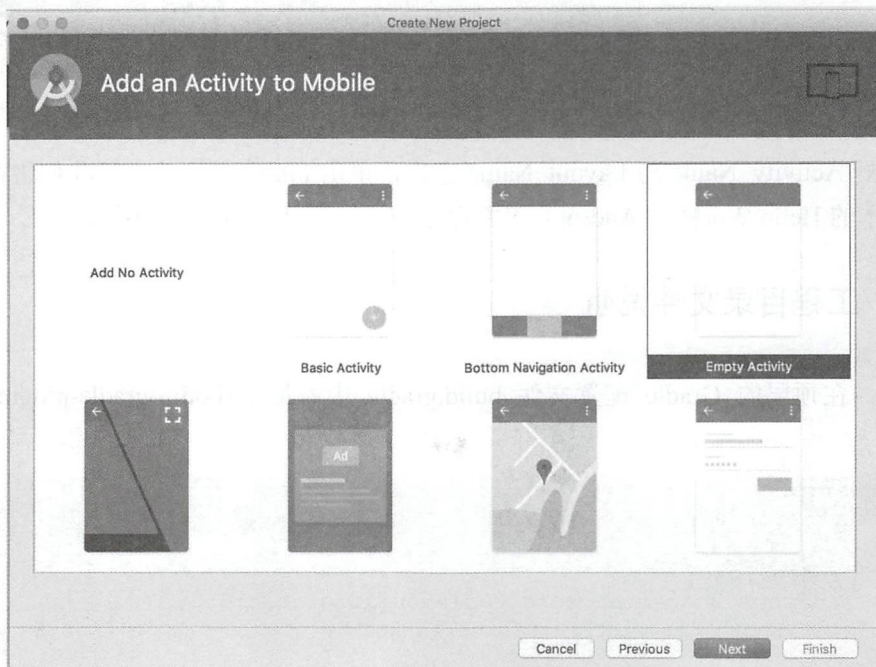 Create New Project
Add an Activity to Mobile
Add No Activity
Basic Activity
Bottom Navigation Activity
Empty Activity
Ad
Cancel
Previous
Next
Finish